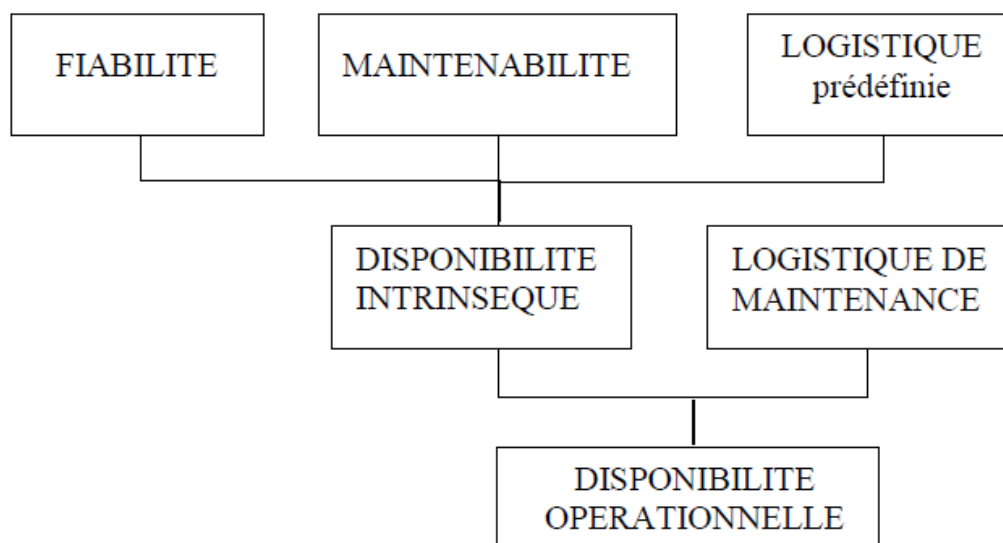 FIABILITE
MAINTENABILITE
LOGISTIQUE
prédéfinie
DISPONIBILITE
INTRINSEQUE
LOGISTIQUE DE
MAINTENANCE
DISPONIBILITE
OPERATIONNELLE